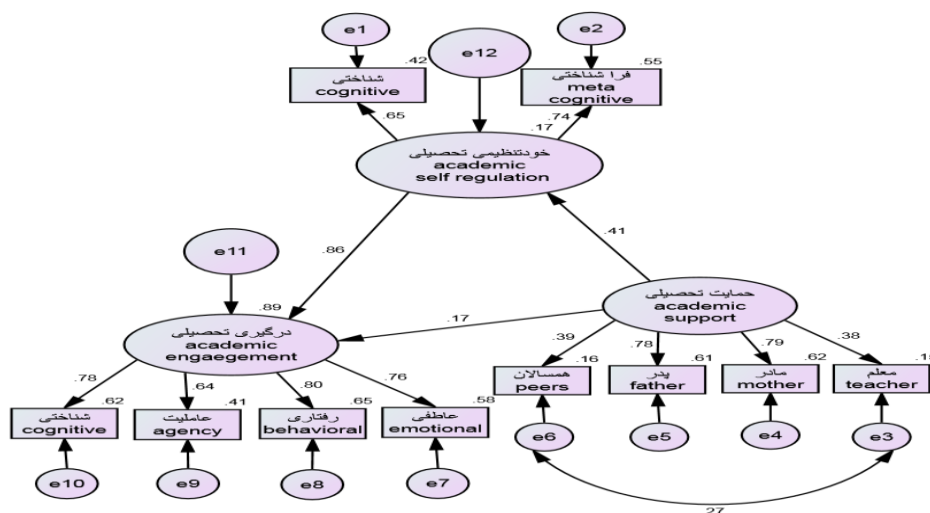 e1
e2
e12
.42
.55
شناختی
cognitive
فرا شناختی
meta
cognitive
.65
.74
.17
خودتنظیمی تحصیلی
academic
self regulation
e11
.86
.41
.89
حمایت تحصیلی
academic
support
درگیری تحصیلی
academic
engaegement
.17
.39
.78
.79
.38
.16
.61
.62
همسالان
peers
پدر
father
مادر
mother
معلم
teacher
.78
.64
.80
.76
.62
.41
.65
.58
شناختی
cognitive
عاملیت
agency
رفتاری
behavioral
عاطفی
emotional
e6
e5
e4
e3
e10
e9
e8
e7
.27